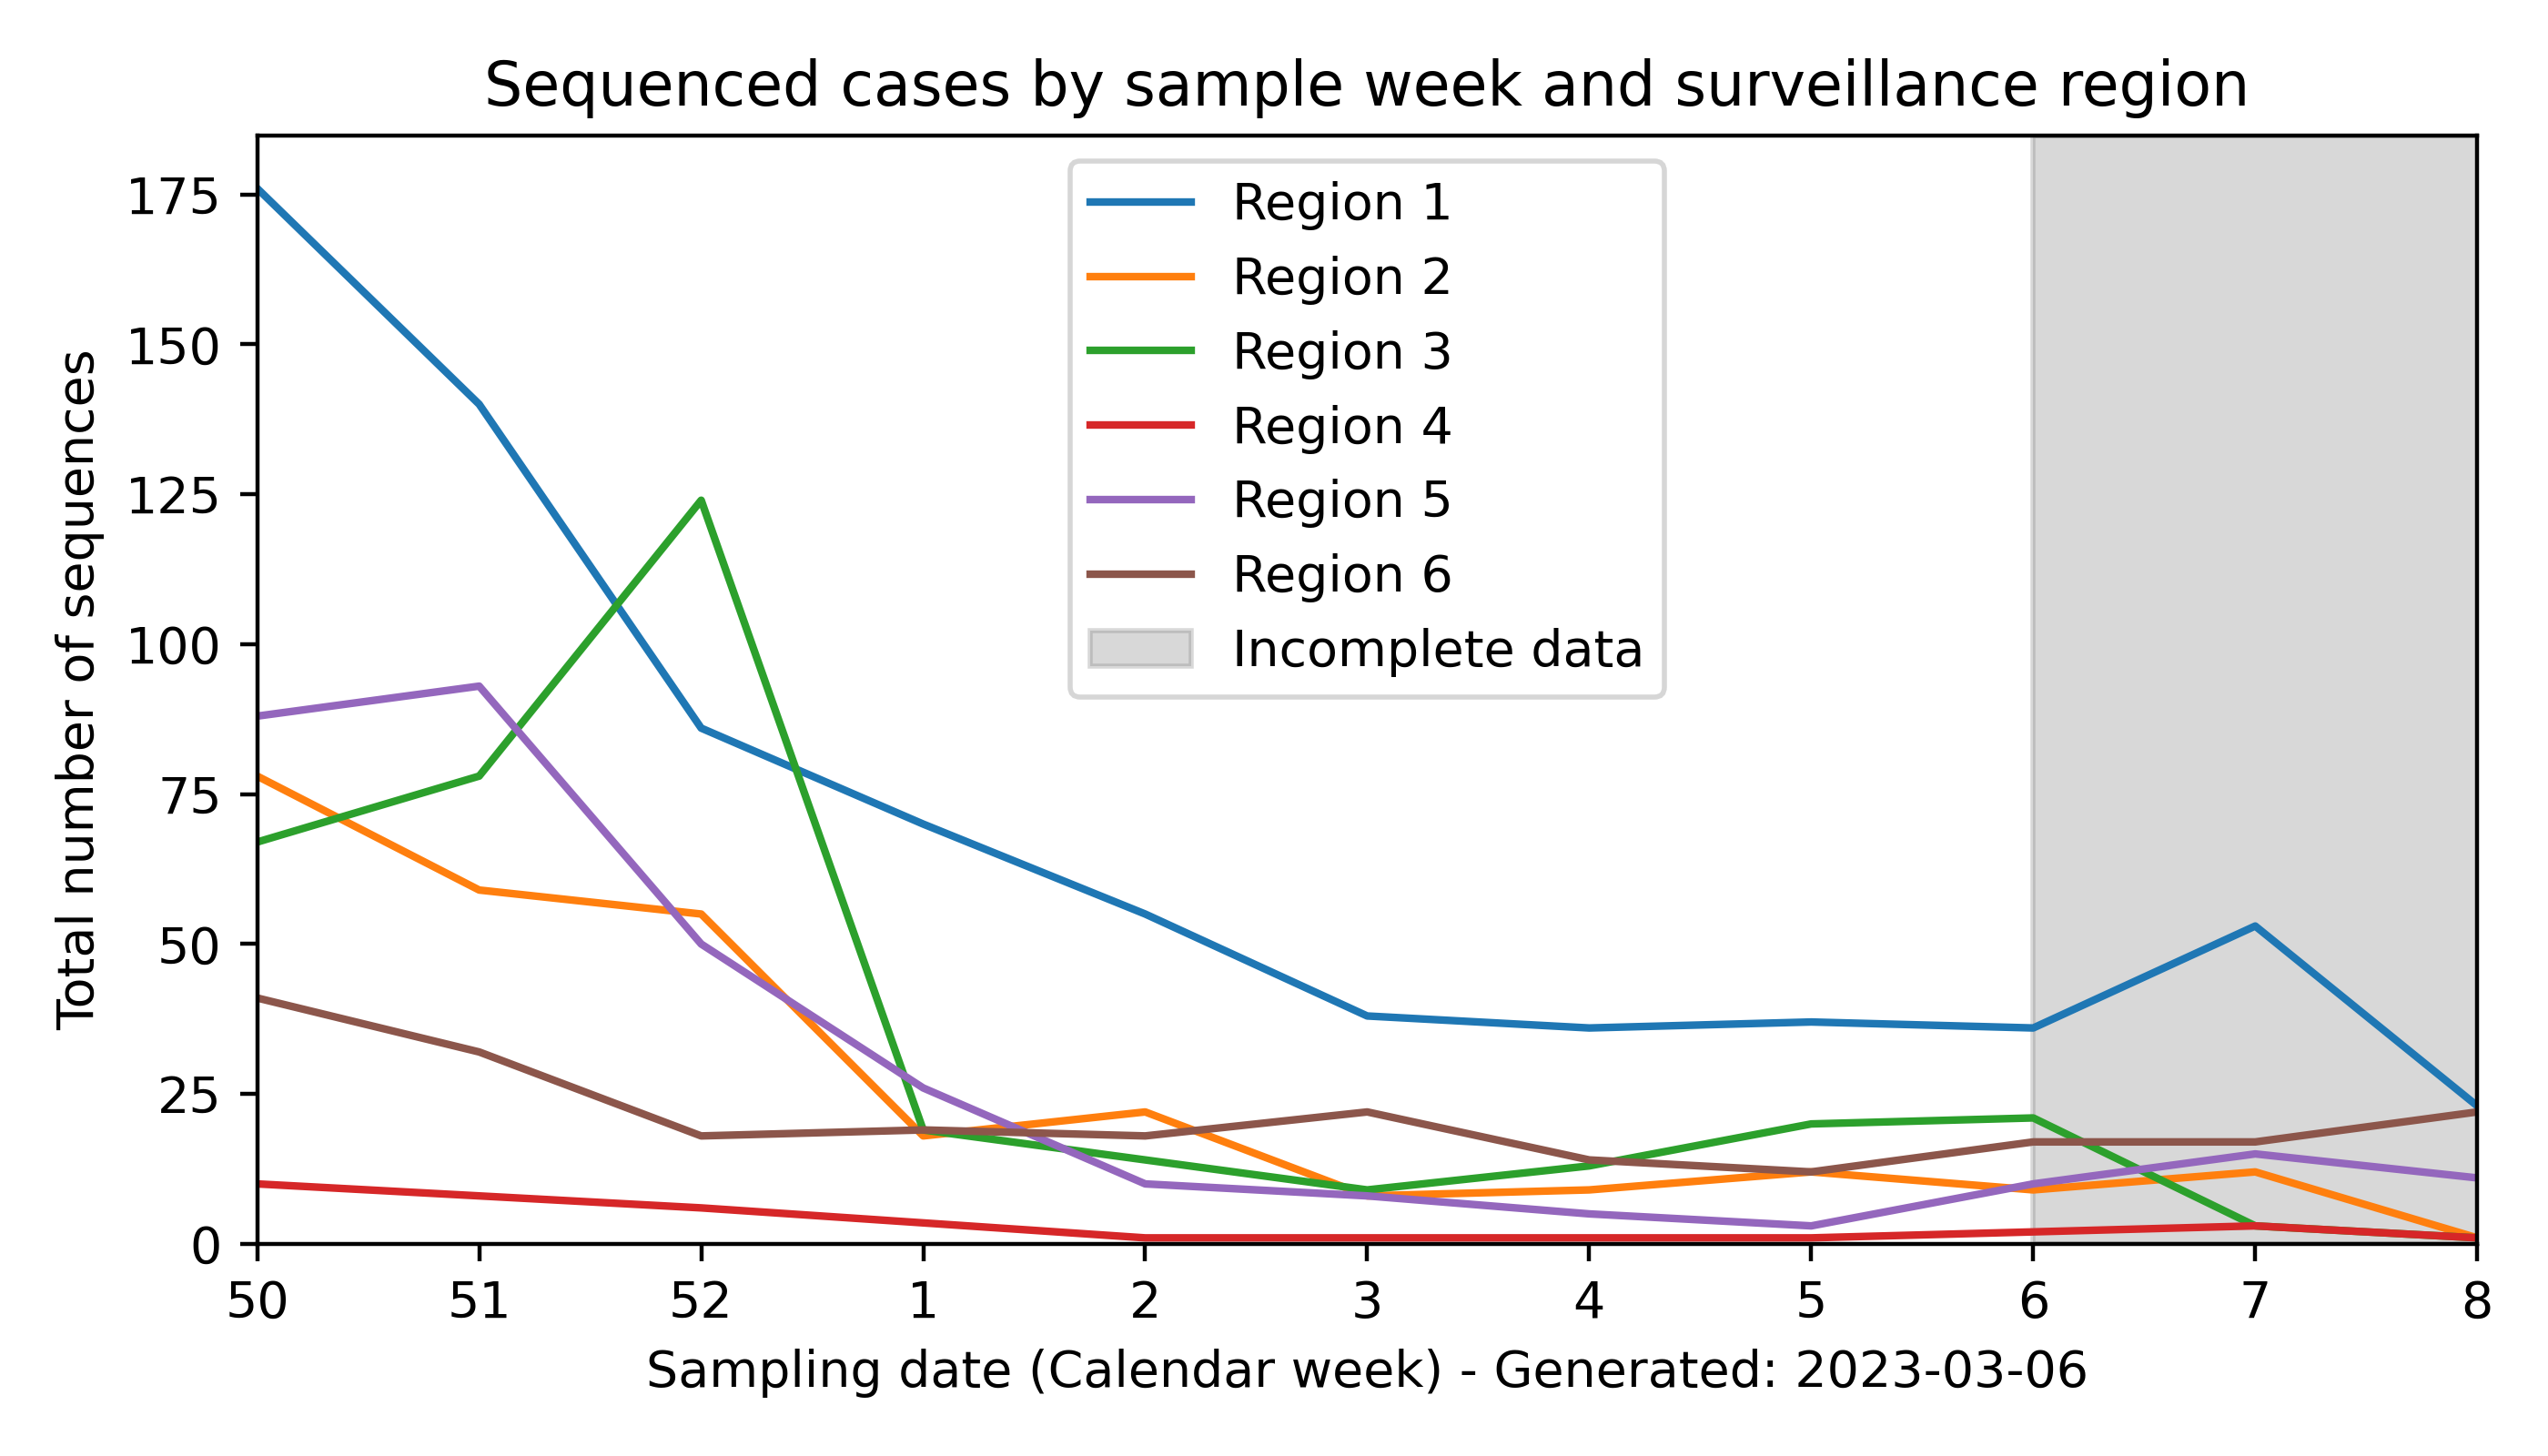 Sequenced cases by sample week and surveillance region
Total number of sequences
175
150
125
100
75
50
25
0
Region 1
Region 2
Region 3
Region 4
Region 5
Region 6
Incomplete data
50 51 52 1 2 3 4 5 6 7 8
Sampling date (Calendar week) - Generated: 2023-03-06